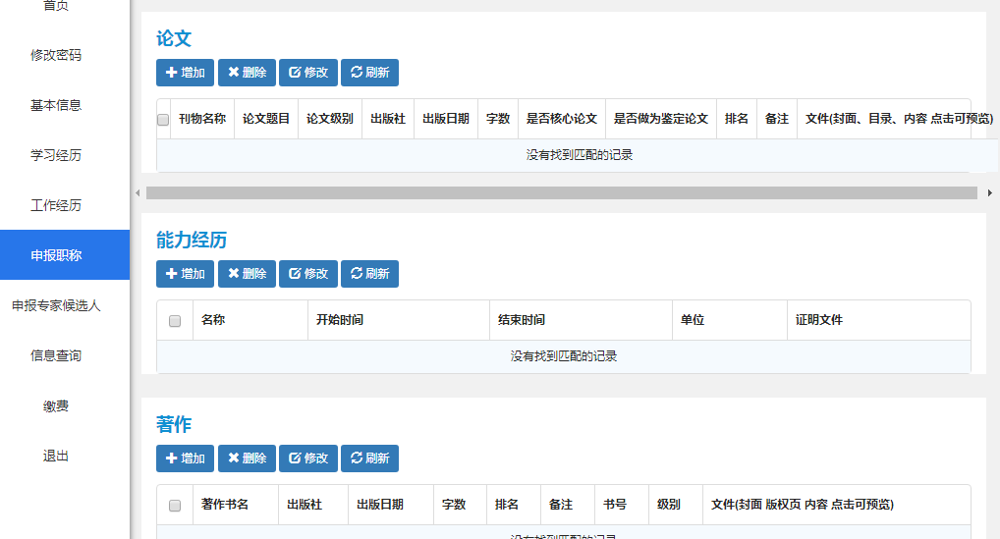 首页
修改密码
基本信息
学习经历
工作经历
申报职称
申报专家候选人
信息查询
缴费
退出
论文
增加 删除 修改 刷新
刊物名称 论文题目 论文级别 出版社 出版日期 字数 是否核心论文 是否做为鉴定论文 排名 备注 文件(封面、目录、内容 点击可预览)
没有找到匹配的记录
能力经历
增加 删除 修改 刷新
名称 开始时间 结束时间 单位 证明文件
没有找到匹配的记录
著作
增加 删除 修改 刷新
著作书名 出版社 出版日期 字数 排名 备注 书号 级别 文件(封面 版权页 内容 点击可预览)
没有找到匹配的记录